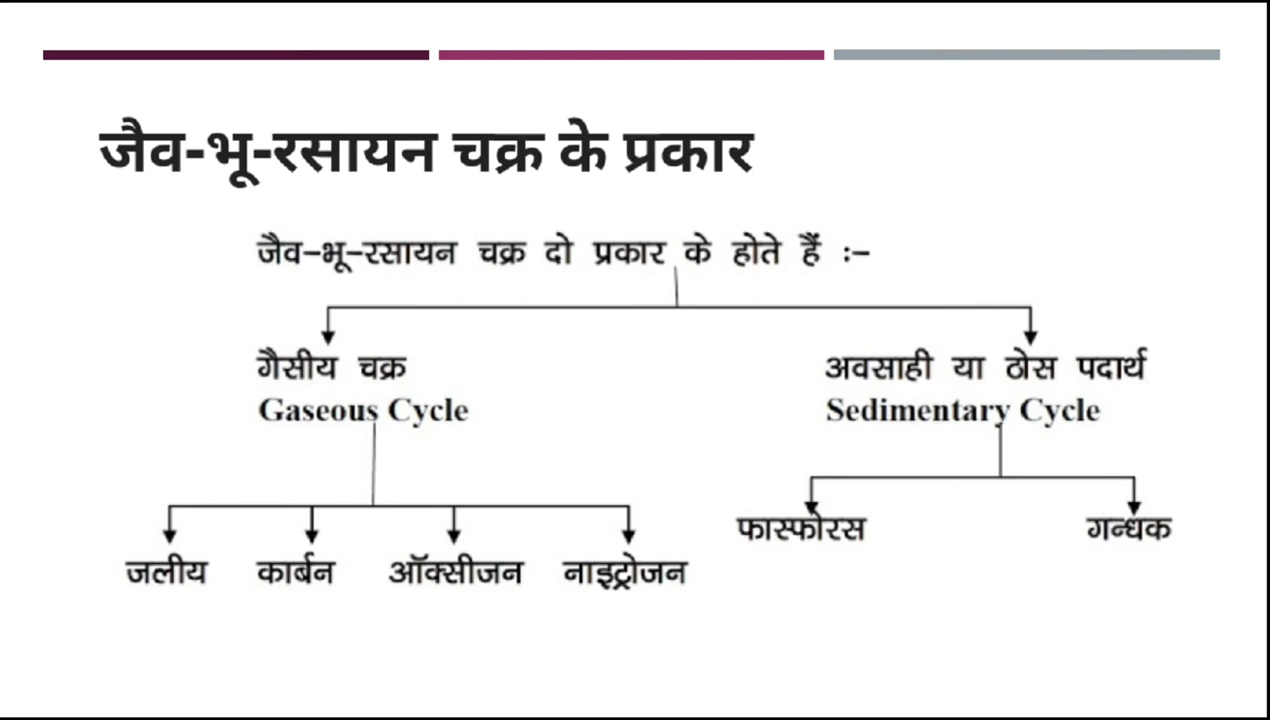 जैव-भू-रसायन चक्र के प्रकार
जैव-भू-रसायन चक्र दो प्रकार के होते हैं :-
गैसीय चक्र
Gaseous Cycle
अवसाही या ठोस पदार्थ
Sedimentary Cycle
जलीय कार्बन ऑक्सीजन नाइट्रोजन
फास्फोरस गन्धक